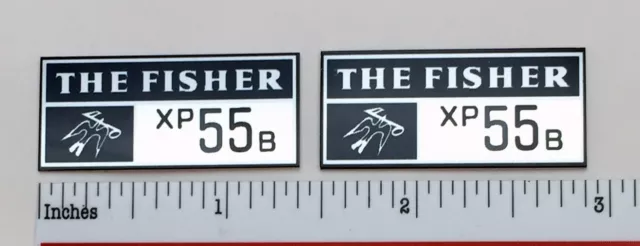 THE FISHER
XP55B
THE FISHER
XP55B
Inches 1 2 3